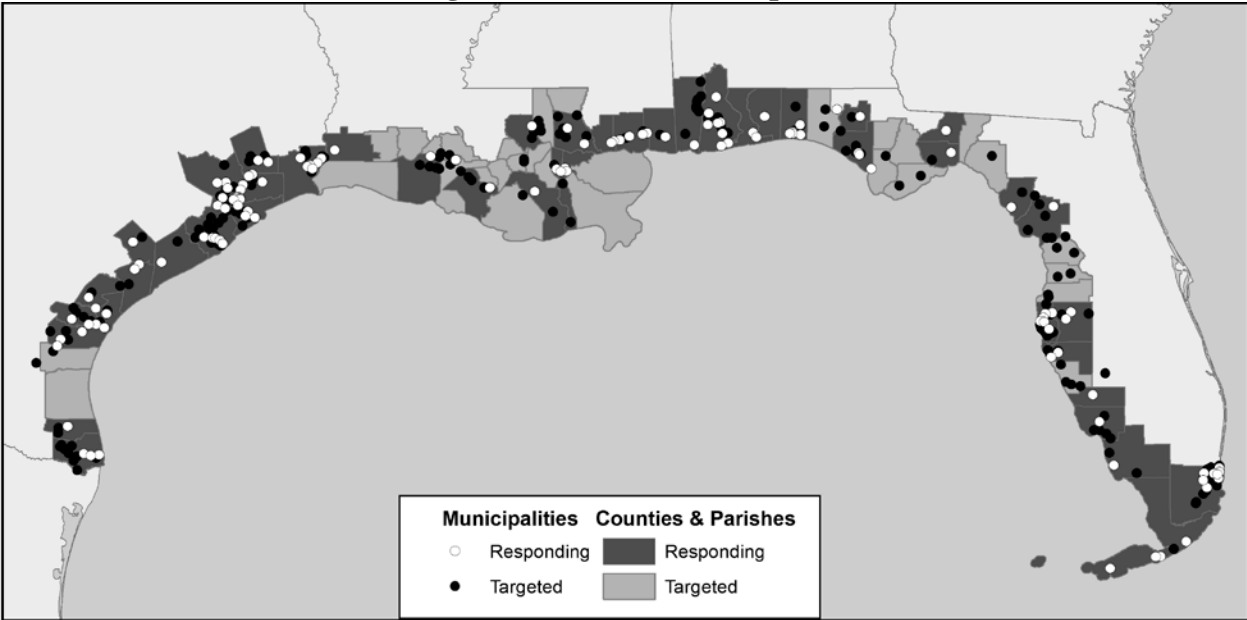 Municipalities Counties & Parishes
Responding Responding
Targeted Targeted